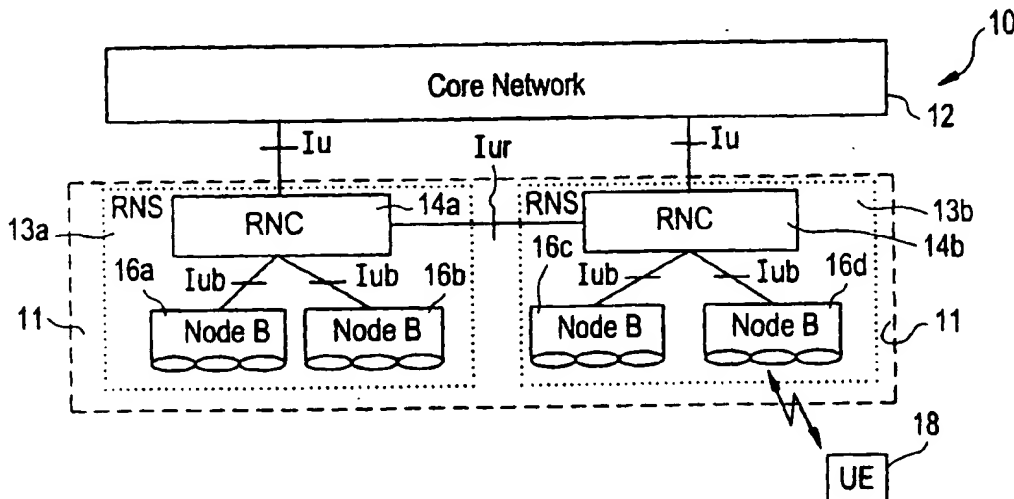 10
Core Network
12
Iu
Iur
Iu
RNS
14a
RNC
13a
RNS
RNC
13b
14b
16a
Iub
Iub
16b
16c
Iub
Iub
16d
11
Node B
Node B
Node B
Node B
11
18
UE